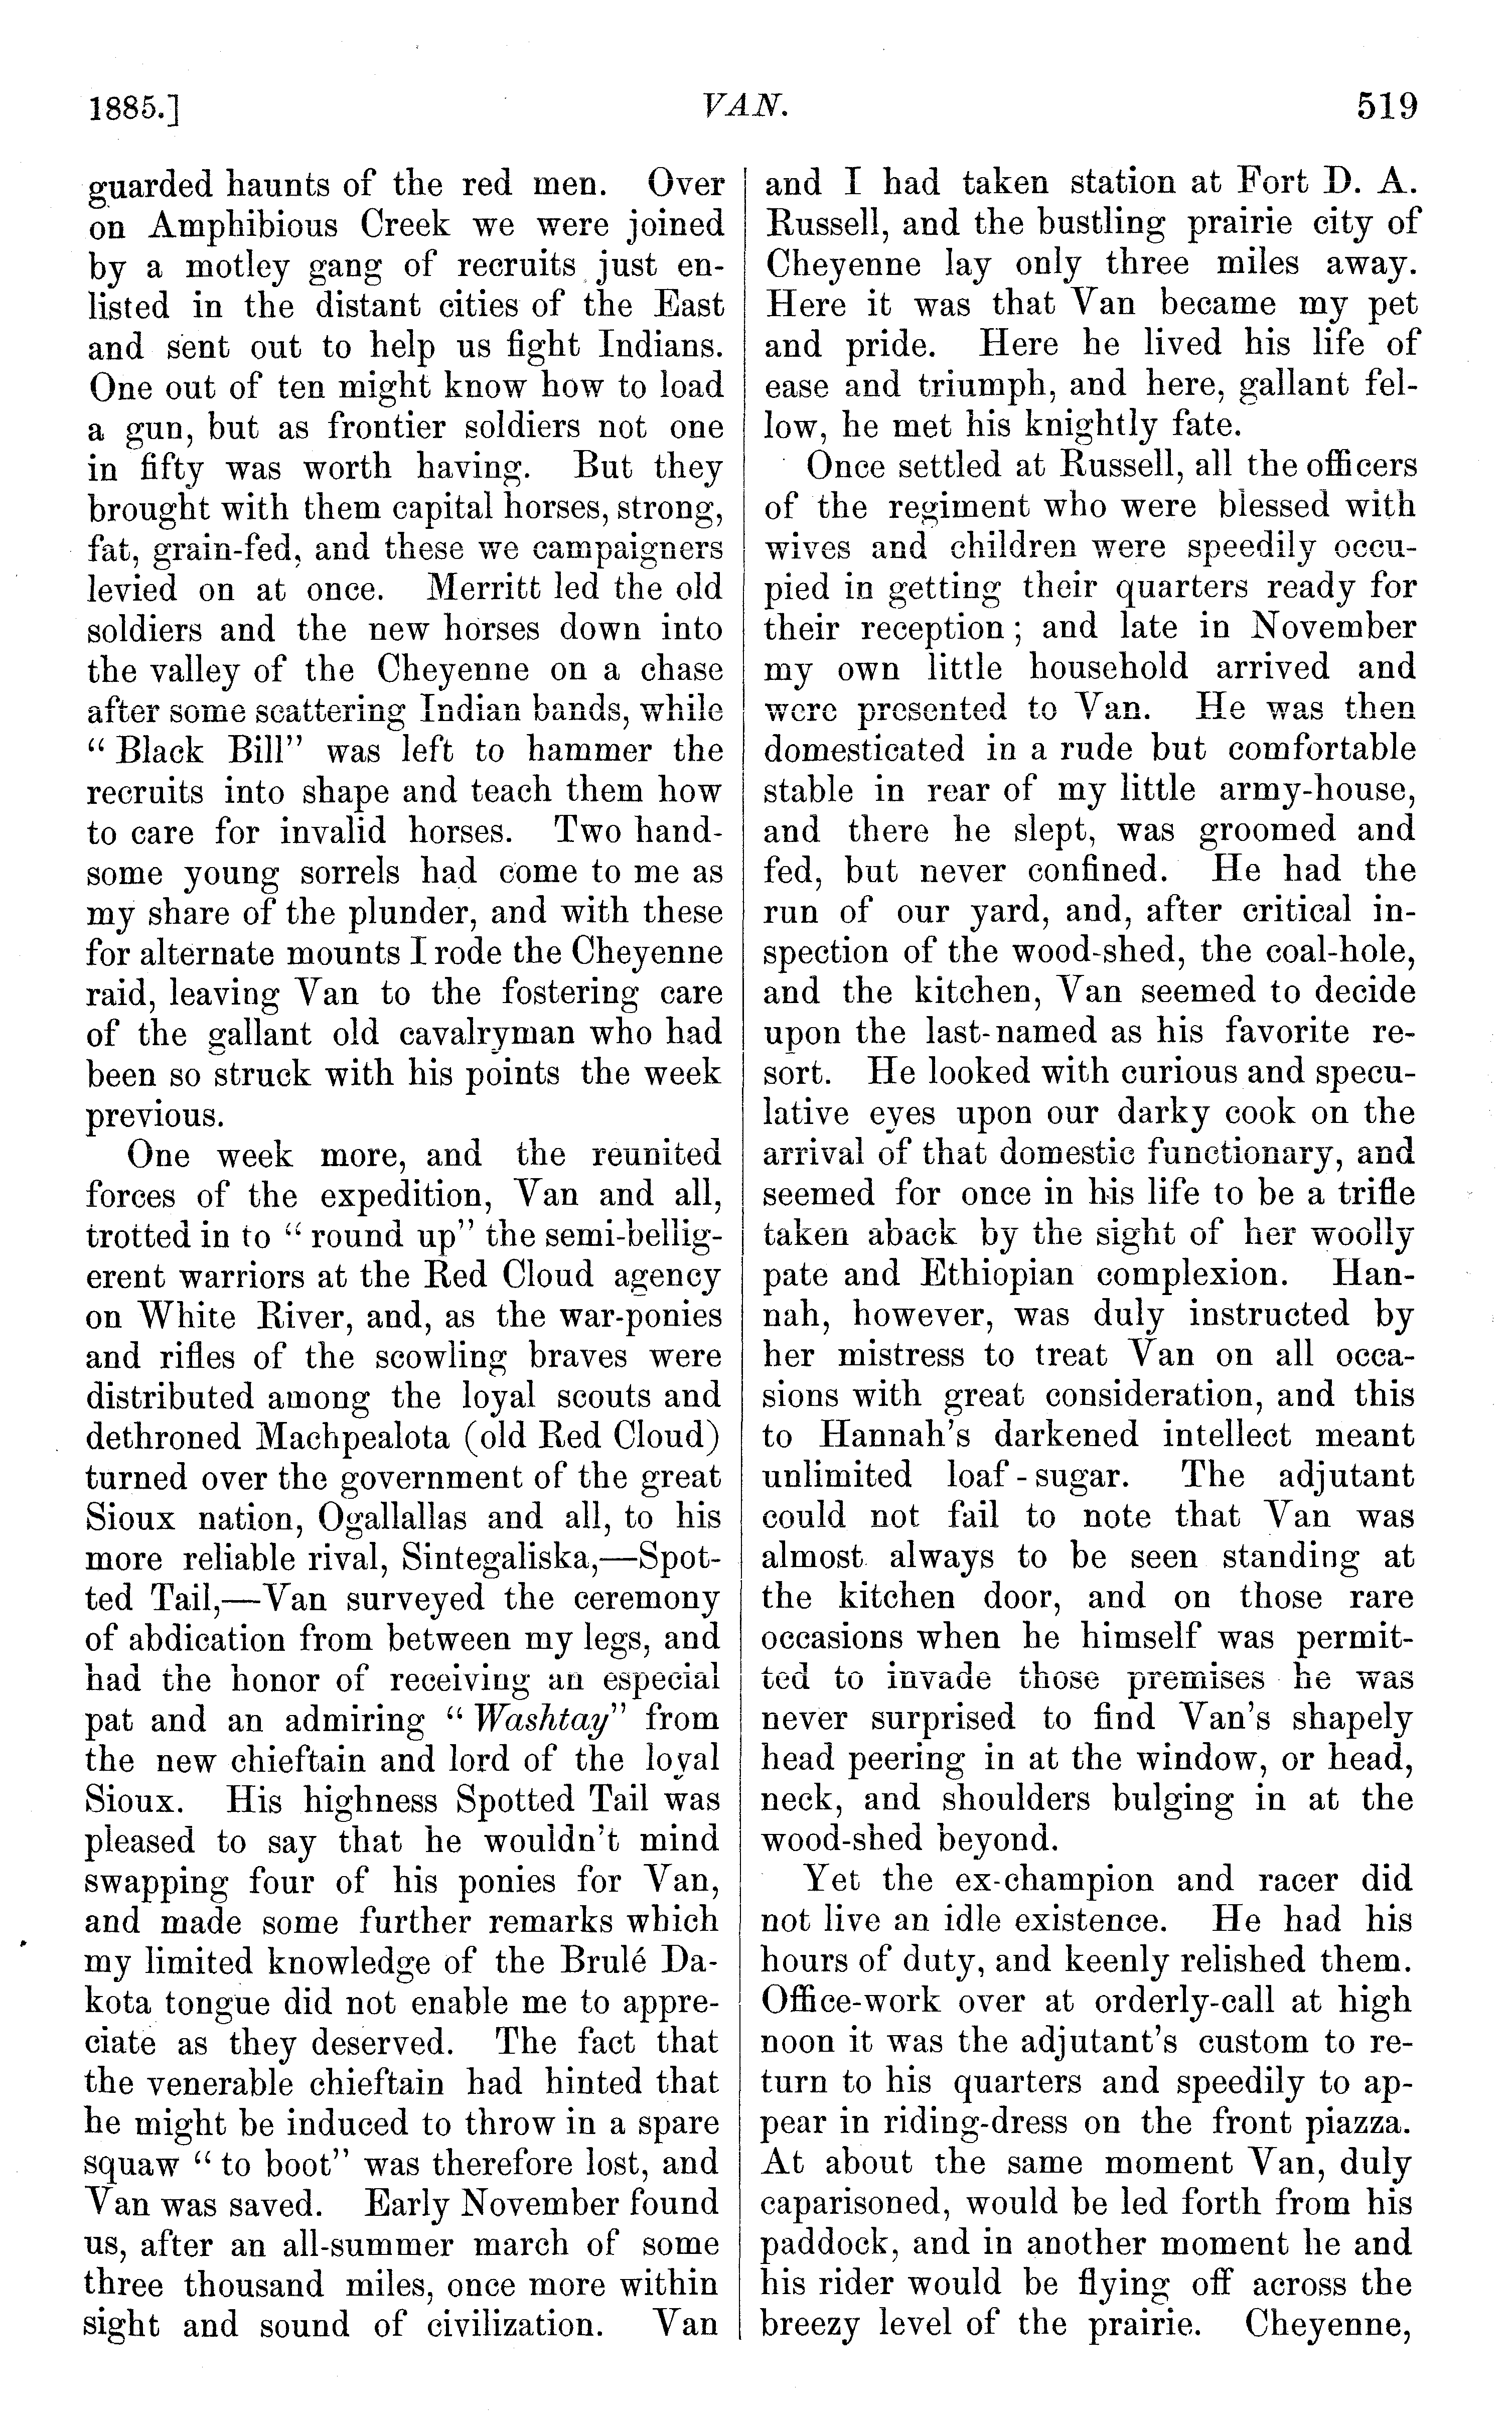 1885.] VAN. 519
guarded haunts of the red men. Over
on Amphibious Creek we were joined
by a motley gang of recruits just en-
listed in the distant cities of the East
and sent out to help us fight Indians.
One out of ten might know how to load
a gun, but as frontier soldiers not one
in fifty was worth having. But they
brought with them capital horses, strong,
fat, grain-fed, and these we campaigners
levied on at once. Merritt led the old
soldiers and the new horses down into
the valley of the Cheyenne on a chase
after some scattering Indian bands, while
“Black Bill” was left to hammer the
recruits into shape and teach them how
to care for invalid horses. Two hand-
some young sorrels had come to me as
my share of the plunder, and with these
for alternate mounts I rode the Cheyenne
raid, leaving Van to the fostering care
of the gallant old cavalryman who had
been so struck with his points the week
previous.
One week more, and the reunited
forces of the expedition, Van and all,
trotted in to “round up” the semi-bellig-
erent warriors at the Red Cloud agency
on White River, and, as the war-ponies
and rifles of the scowling braves were
distributed among the loyal scouts and
dethroned Machpealota (old Red Cloud)
turned over the government of the great
Sioux nation, Ogallallas and all, to his
more reliable rival, Sintegaliska,—Spot-
ted Tail,—Van surveyed the ceremony
of abdication from between my legs, and
had the honor of receiving an especial
pat and an admiring “Washtay” from
the new chieftain and lord of the loyal
Sioux. His highness Spotted Tail was
pleased to say that he wouldn't mind
swapping four of his ponies for Van,
and made some further remarks which
my limited knowledge of the Brulé Da-
kota tongue did not enable me to appre-
ciate as they deserved. The fact that
the venerable chieftain had hinted that
he might be induced to throw in a spare
squaw “to boot” was therefore lost, and
Van was saved. Early November found
us, after an all-summer march of some
three thousand miles, once more within
sight and sound of civilization. Van
and I had taken station at Fort D. A.
Russell, and the bustling prairie city of
Cheyenne lay only three miles away.
Here it was that Van became my pet
and pride. Here he lived his life of
ease and triumph, and here, gallant fel-
low, he met his knightly fate.
Once settled at Russell, all the officers
of the regiment who were blessed with
wives and children were speedily occu-
pied in getting their quarters ready for
their reception; and late in November
my own little household arrived and
were presented to Van. He was then
domesticated in a rude but comfortable
stable in rear of my little army-house,
and there he slept, was groomed and
fed, but never confined. He had the
run of our yard, and, after critical in-
spection of the wood-shed, the coal-hole,
and the kitchen, Van seemed to decide
upon the last-named as his favorite re-
sort. He looked with curious and specu-
lative eyes upon our darky cook on the
arrival of that domestic functionary, and
seemed for once in his life to be a trifle
taken aback by the sight of her woolly
pate and Ethiopian complexion. Han-
nah, however, was duly instructed by
her mistress to treat Van on all occa-
sions with great consideration, and this
to Hannah's darkened intellect meant
unlimited loaf-sugar. The adjutant
could not fail to note that Van was
almost always to be seen standing at
the kitchen door, and on those rare
occasions when he himself was permit-
ted to invade those premises he was
never surprised to find Van's shapely
head peering in at the window, or head,
neck, and shoulders bulging in at the
wood-shed beyond.
Yet the ex-champion and racer did
not live an idle existence. He had his
hours of duty, and keenly relished them.
Office-work over at orderly-call at high
noon it was the adjutant's custom to re-
turn to his quarters and speedily to ap-
pear in riding-dress on the front piazza.
At about the same moment Van, duly
caparisoned, would be led forth from his
paddock, and in another moment he and
his rider would be flying off across the
breezy level of the prairie. Cheyenne,